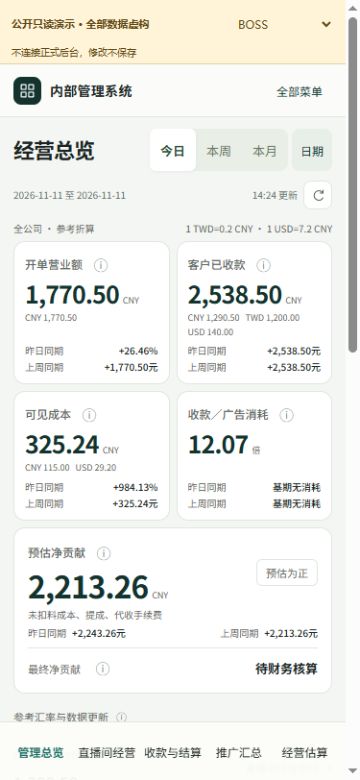 公开只读演示 • 全部数据虚构
BOSS
不连接正式后台，修改不保存
内部管理系统
全部菜单
经营总览
今日
本周
本月
日期
2026-11-11 至 2026-11-11
14:24 更新
全公司 • 参考折算
1 TWD=0.2 CNY • 1 USD=7.2 CNY
开单营业额
1,770.50 CNY
CNY 1,770.50
昨日同期 +26.46%
上周同期 +1,770.50元
客户已收款
2,538.50 CNY
CNY 1,290.50 TWD 1,200.00
USD 140.00
昨日同期 +2,538.50元
上周同期 +2,538.50元
可见成本
325.24 CNY
CNY 115.00 USD 29.20
昨日同期 +984.13%
上周同期 +325.24元
收款／广告消耗
12.07 倍
昨日同期 基期无消耗
上周同期 基期无消耗
预估净贡献
2,213.26 CNY
预估为正
未扣料成本、提成、代收手续费
昨日同期 +2,243.26元
上周同期 +2,213.26元
最终净贡献
待财务核算
参考汇率与数据更新
管理总览
直播间经营
收款与结算
推广汇总
经营估算